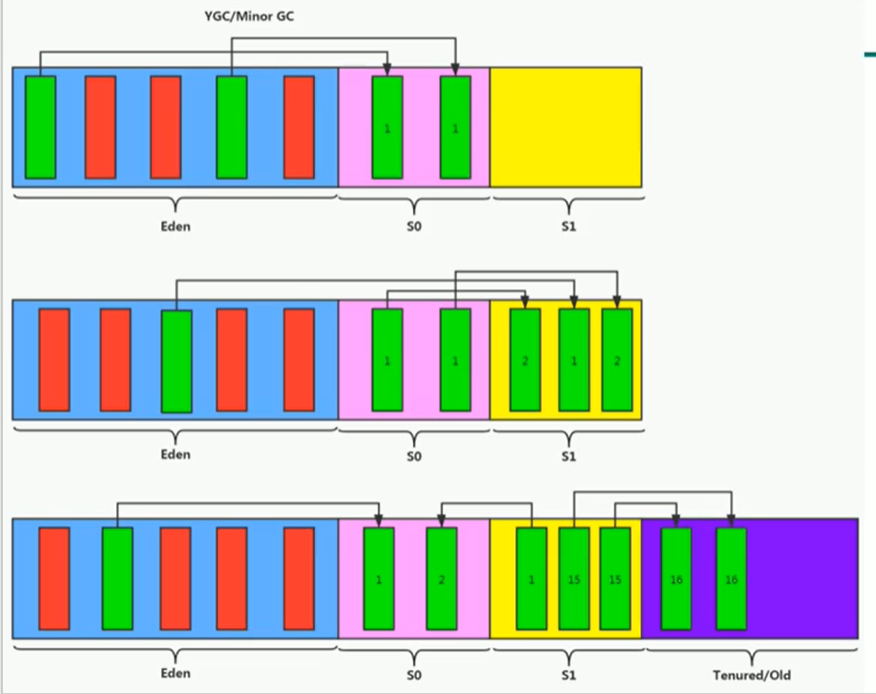 YGC/Minor GC
1 1
Eden S0 S1
1 1 2 1 2
Eden S0 S1
1 2 1 15 15 16 16
Eden S0 S1 Tenured/Old